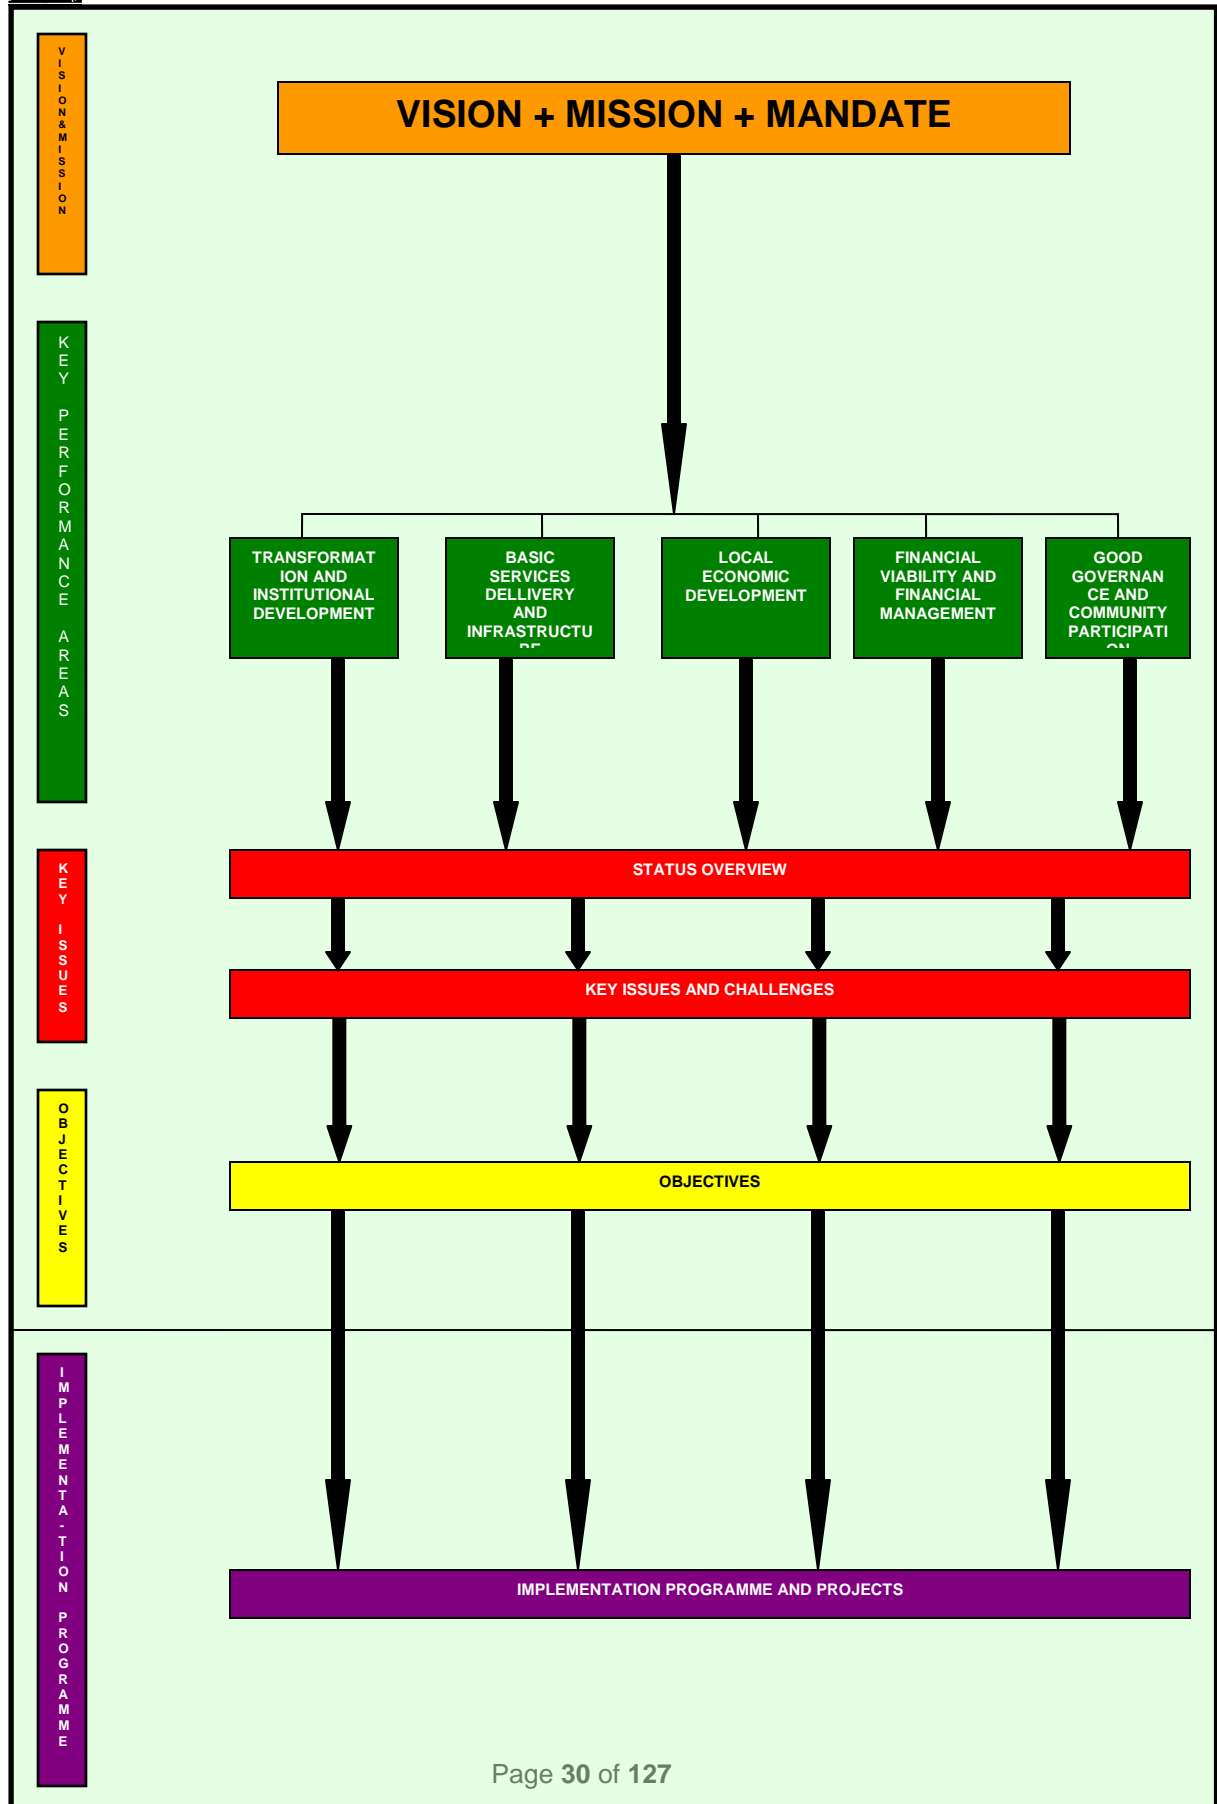 VISION&MISSION
VISION + MISSION + MANDATE
KEY PERFORMANCE AREAS
TRANSFORMAT
ION AND
INSTITUTIONAL
DEVELOPMENT
BASIC
SERVICES
DELLIVERY
AND
INFRASTRUCTU
RE
LOCAL
ECONOMIC
DEVELOPMENT
FINANCIAL
VIABILITY AND
FINANCIAL
MANAGEMENT
GOOD
GOVERNAN
CE AND
COMMUNITY
PARTICIPATI
ON
KEY ISSUES
STATUS OVERVIEW
KEY ISSUES AND CHALLENGES
OBJECTIVES
OBJECTIVES
IMPLEMENTA-TION PROGRAMME
IMPLEMENTATION PROGRAMME AND PROJECTS
Page 30 of 127